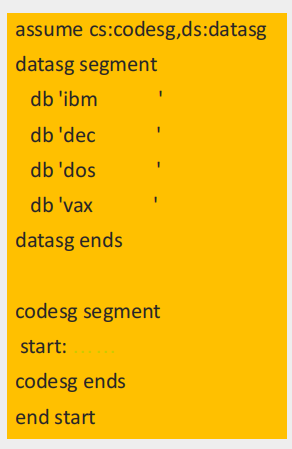 assume cs:codesg,ds:datasg
datasg segment
db 'ibm             '
db 'dec             '
db 'dos             '
db 'vax             '
datasg ends
codesg segment
start: ......
codesg ends
end start